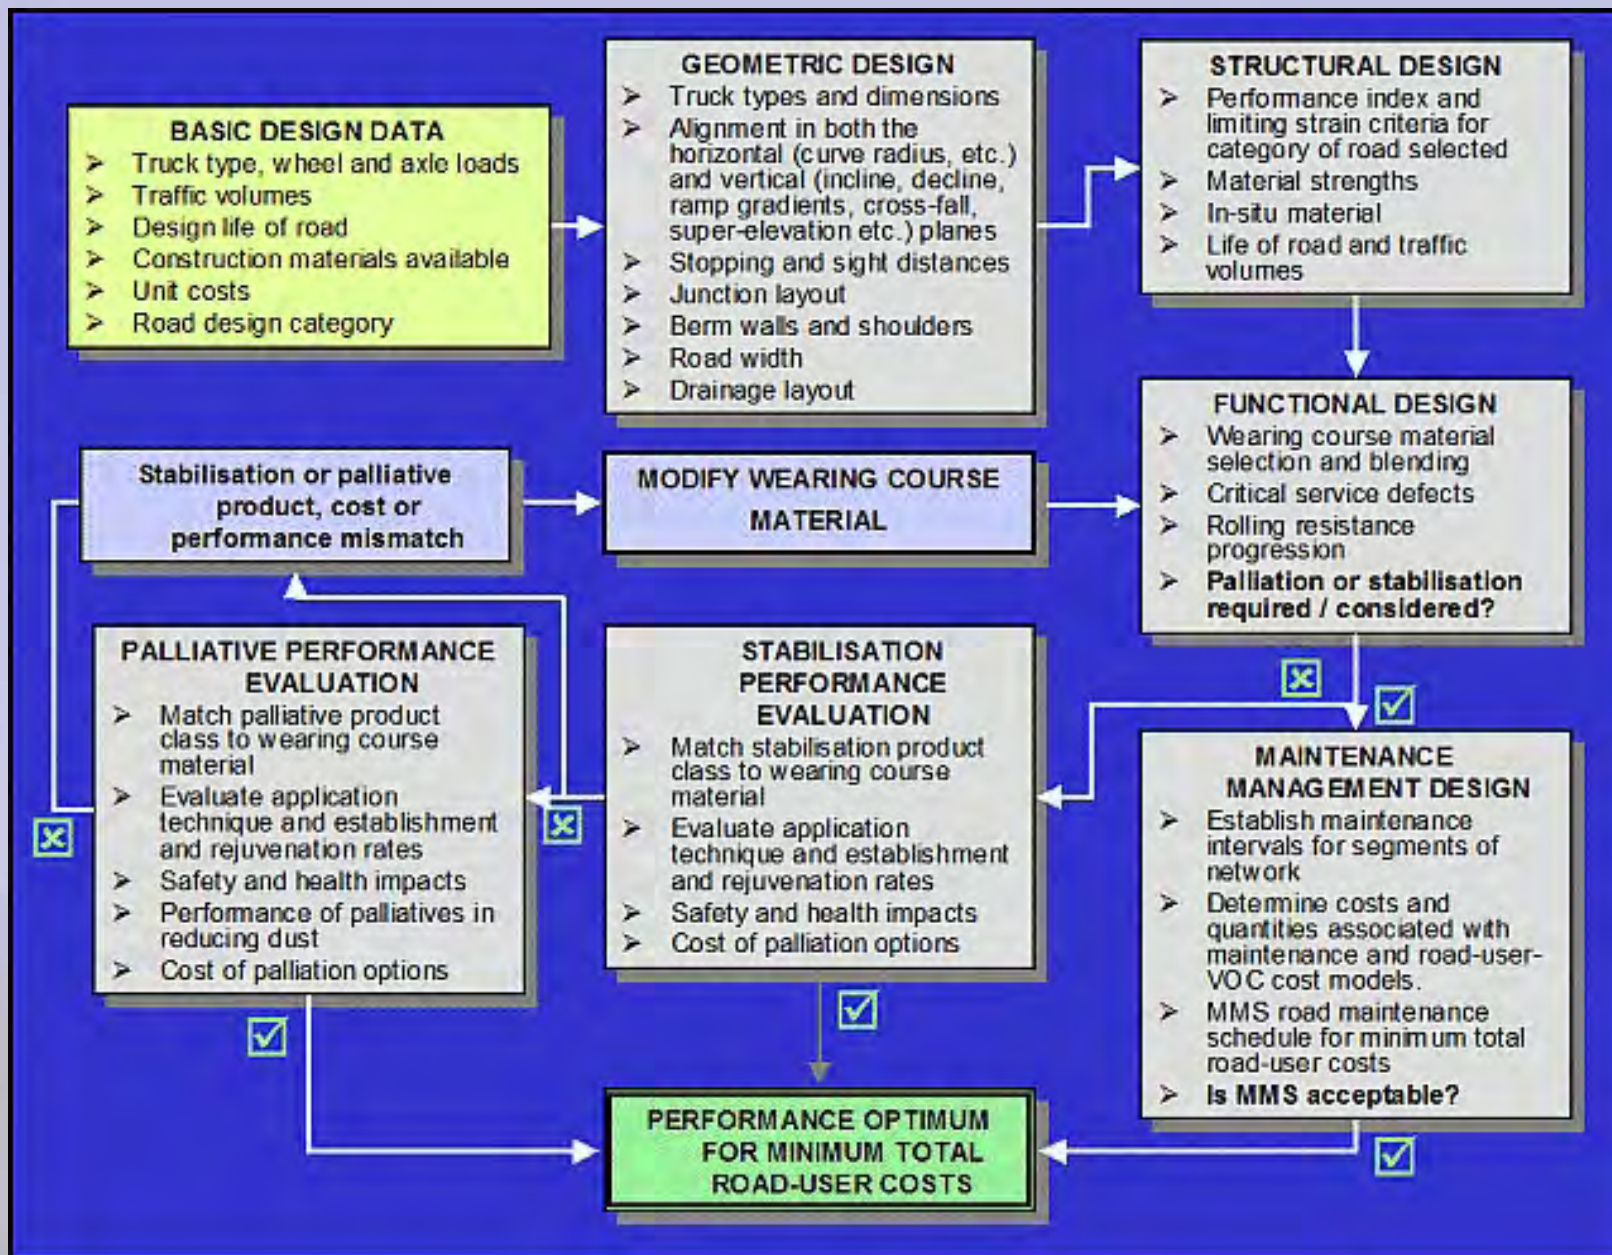 BASIC DESIGN DATA
➢ Truck type, wheel and axle loads
➢ Traffic volumes
➢ Design life of road
➢ Construction materials available
➢ Unit costs
➢ Road design category
GEOMETRIC DESIGN
➢ Truck types and dimensions
➢ Alignment in both the
horizontal (curve radius, etc.)
and vertical (incline, decline,
ramp gradients, cross-fall,
super-elevation etc.) planes
➢ Stopping and sight distances
➢ Junction layout
➢ Berm walls and shoulders
➢ Road width
➢ Drainage layout
STRUCTURAL DESIGN
➢ Performance index and
limiting strain criteria for
category of road selected
➢ Material strengths
➢ In-situ material
➢ Life of road and traffic
volumes
FUNCTIONAL DESIGN
➢ Wearing course material
selection and blending
➢ Critical service defects
➢ Rolling resistance
progression
➢ Palliation or stabilisation
required / considered?
Stabilisation or palliative
product, cost or
performance mismatch
MODIFY WEARING COURSE
MATERIAL
PALLIATIVE PERFORMANCE
EVALUATION
➢ Match palliative product
class to wearing course
material
➢ Evaluate application
technique and establishment
and rejuvenation rates
➢ Safety and health impacts
➢ Performance of palliatives in
reducing dust
➢ Cost of palliation options
STABILISATION
PERFORMANCE
EVALUATION
➢ Match stabilisation product
class to wearing course
material
➢ Evaluate application
technique and establishment
and rejuvenation rates
➢ Safety and health impacts
➢ Cost of palliation options
MAINTENANCE
MANAGEMENT DESIGN
➢ Establish maintenance
intervals for segments of
network
➢ Determine costs and
quantities associated with
maintenance and road-user-
VOC cost models.
➢ MMS road maintenance
schedule for minimum total
road-user costs
➢ Is MMS acceptable?
PERFORMANCE OPTIMUM
FOR MINIMUM TOTAL
ROAD-USER COSTS